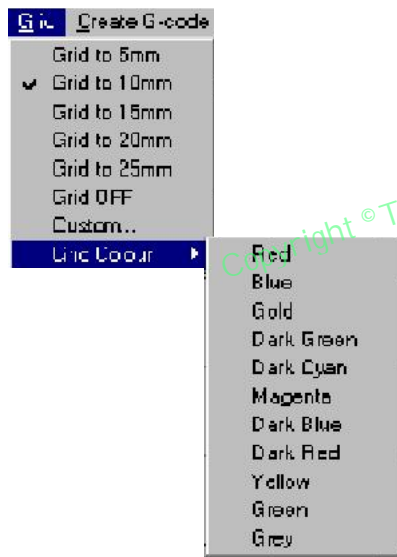 Grid Create G-code
Grid to 5mm
Grid to 10mm
Grid to 15mm
Grid to 20mm
Grid to 25mm
Grid OFF
Custom...
Grid Colour
Red
Blue
Gold
Dark Green
Dark Cyan
Magenta
Dark Blue
Dark Red
Yellow
Green
Grey
Copyright © T